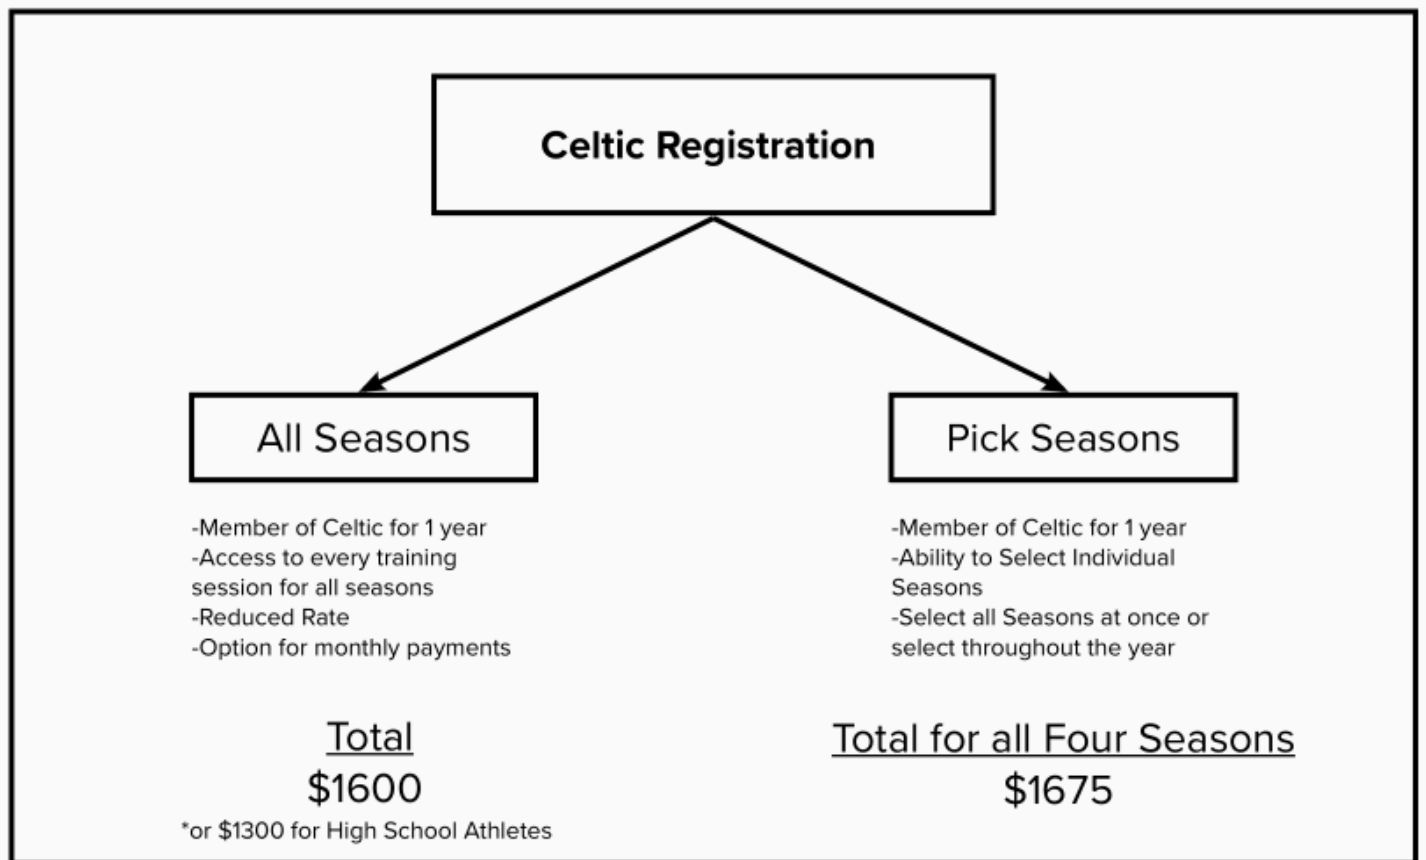 Celtic Registration
All Seasons
-Member of Celtic for 1 year
-Access to every training
session for all seasons
-Reduced Rate
-Option for monthly payments
Total
$1600
*or $1300 for High School Athletes
Pick Seasons
-Member of Celtic for 1 year
-Ability to Select Individual
Seasons
-Select all Seasons at once or
select throughout the year
Total for all Four Seasons
$1675